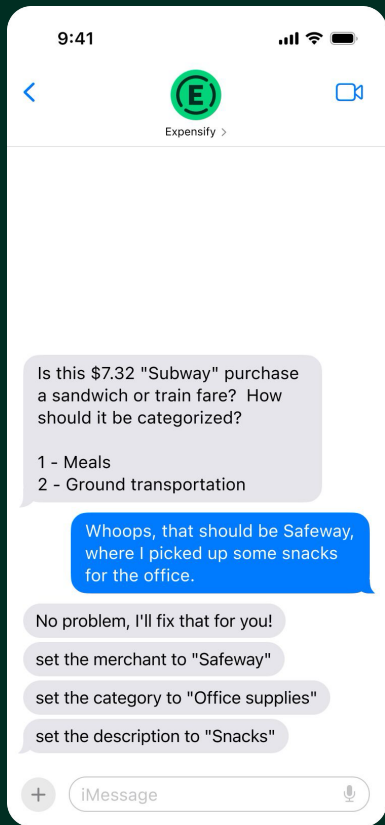 9:41
E
Expensify >
Is this $7.32 "Subway" purchase
a sandwich or train fare?  How
should it be categorized?
1 - Meals
2 - Ground transportation
Whoops, that should be Safeway,
where I picked up some snacks
for the office.
No problem, I'll fix that for you!
set the merchant to "Safeway"
set the category to "Office supplies"
set the description to "Snacks"
iMessage